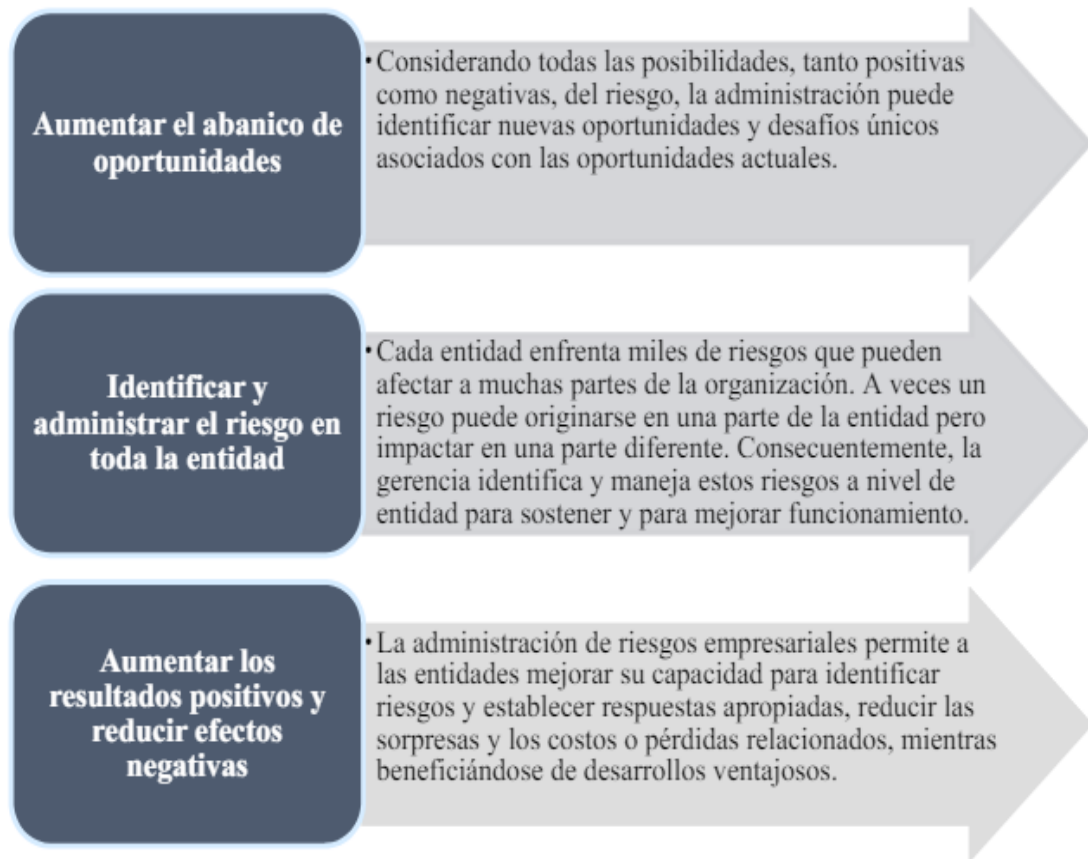 Aumentar el abanico de
oportunidades
•Considerando todas las posibilidades, tanto positivas
como negativas, del riesgo, la administración puede
identificar nuevas oportunidades y desafíos únicos
asociados con las oportunidades actuales.
Identificar y
administrar el riesgo en
toda la entidad
•Cada entidad enfrenta miles de riesgos que pueden
afectar a muchas partes de la organización. A veces un
riesgo puede originarse en una parte de la entidad pero
impactar en una parte diferente. Consecuentemente, la
gerencia identifica y maneja estos riesgos a nivel de
entidad para sostener y para mejorar funcionamiento.
Aumentar los
resultados positivos y
reducir efectos
negativas
•La administración de riesgos empresariales permite a
las entidades mejorar su capacidad para identificar
riesgos y establecer respuestas apropiadas, reducir las
sorpresas y los costos o pérdidas relacionados, mientras
beneficiándose de desarrollos ventajosos.